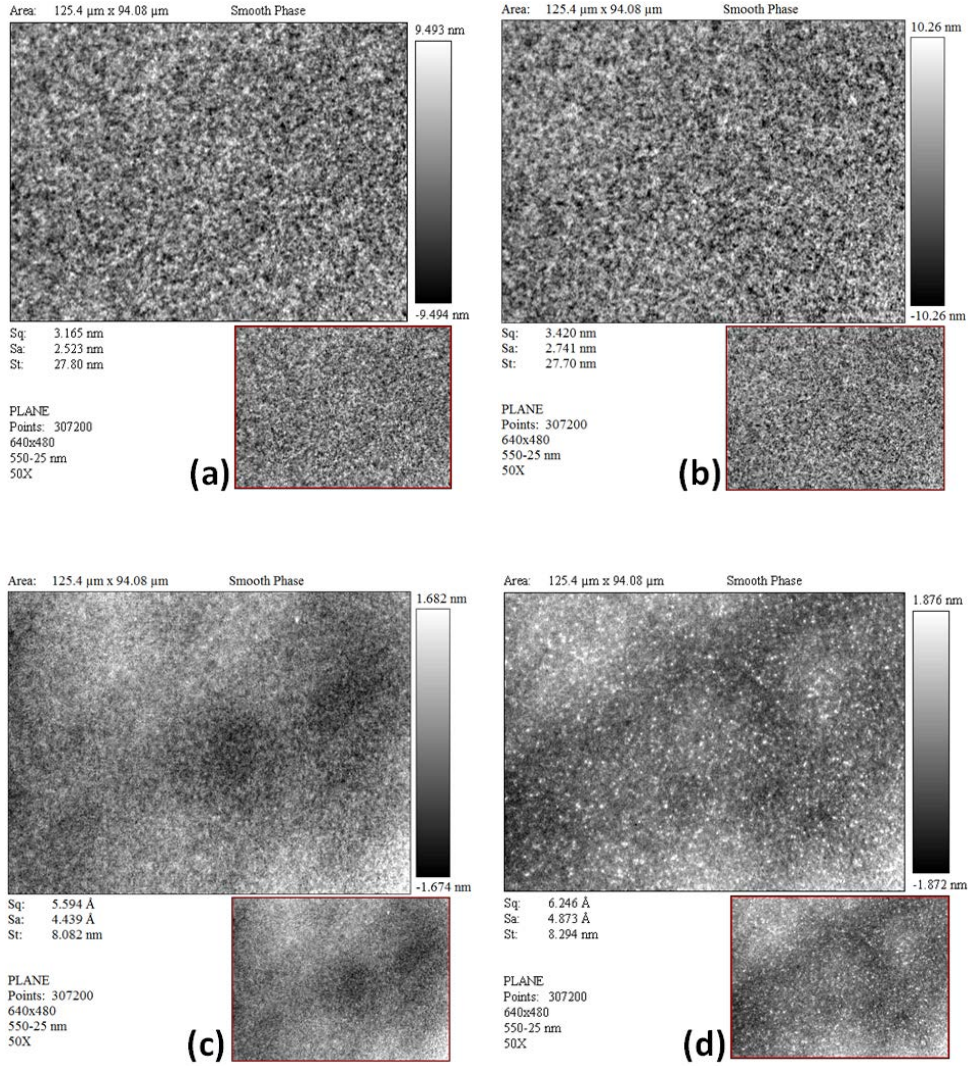 Area: 125.4 µm x 94.08 µm Smooth Phase
9.493 nm
-9.494 nm
Sq: 3.165 nm
Sa: 2.523 nm
St: 27.80 nm
PLANE
Points: 307200
640x480
550-25 nm
50X
(a)
Area: 125.4 µm x 94.08 µm Smooth Phase
10.26 nm
-10.26 nm
Sq: 3.420 nm
Sa: 2.741 nm
St: 27.70 nm
PLANE
Points: 307200
640x480
550-25 nm
50X
(b)
Area: 125.4 µm x 94.08 µm Smooth Phase
1.682 nm
-1.674 nm
Sq: 5.594 Å
Sa: 4.439 Å
St: 8.082 nm
PLANE
Points: 307200
640x480
550-25 nm
50X
(c)
Area: 125.4 µm x 94.08 µm Smooth Phase
1.876 nm
-1.872 nm
Sq: 6.246 Å
Sa: 4.873 Å
St: 8.294 nm
PLANE
Points: 307200
640x480
550-25 nm
50X
(d)